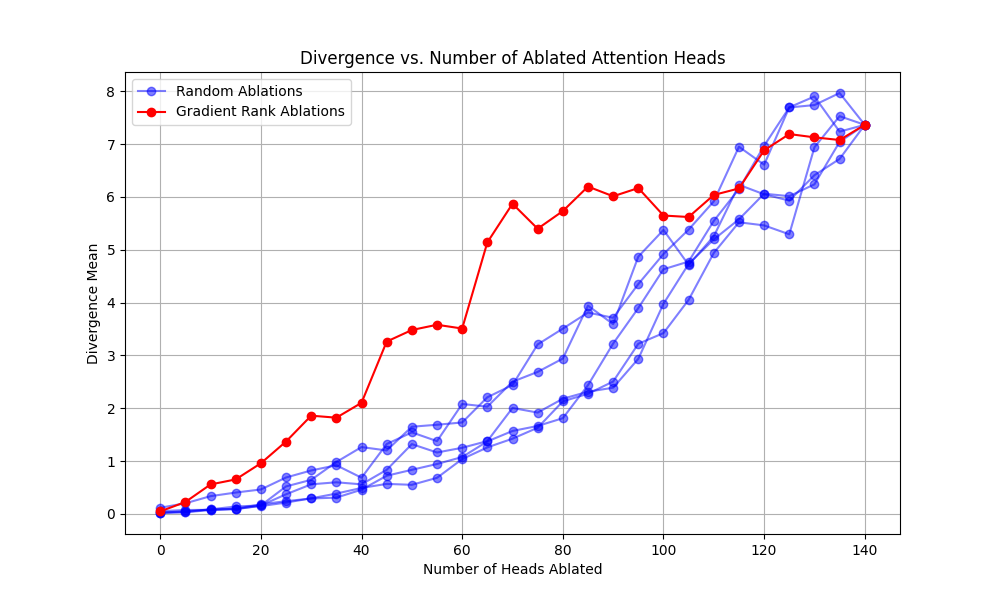 Divergence vs. Number of Ablated Attention Heads
Random Ablations
Gradient Rank Ablations
Divergence Mean
8
7
6
5
4
3
2
1
0
0 20 40 60 80 100 120 140
Number of Heads Ablated